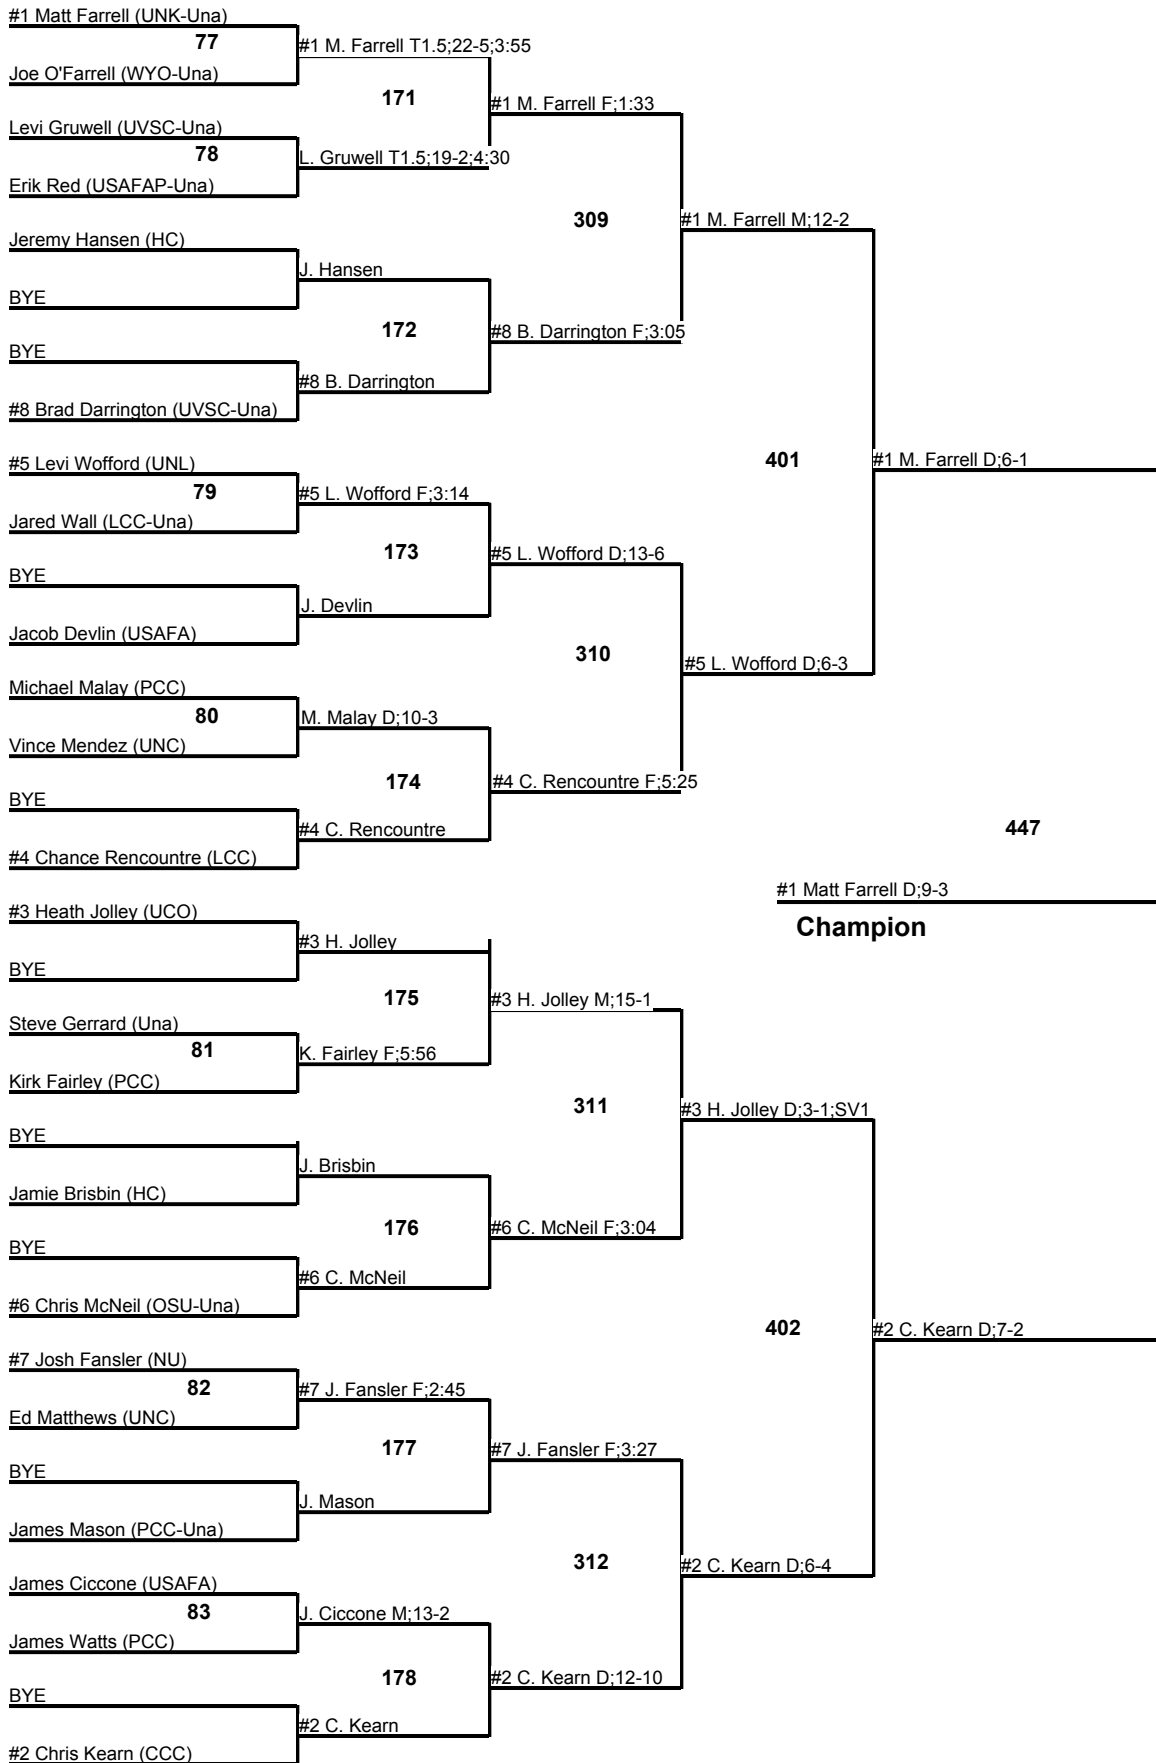 #1 Matt Farrell (UNK-Una)
77
Joe O'Farrell (WYO-Una)
#1 M. Farrell T1.5;22-5;3:55
171
Levi Gruwell (UVSC-Una)
78
Erik Red (USAFAP-Una)
L. Gruwell T1.5;19-2;4:30
#1 M. Farrell F;1:33
309
Jeremy Hansen (HC)
BYE
J. Hansen
172
BYE
#8 Brad Darrington (UVSC-Una)
#8 B. Darrington
#8 B. Darrington F;3:05
#1 M. Farrell M;12-2
401
#5 Levi Wofford (UNL)
79
Jared Wall (LCC-Una)
#5 L. Wofford F;3:14
173
BYE
Jacob Devlin (USAFA)
J. Devlin
#5 L. Wofford D;13-6
310
Michael Malay (PCC)
80
Vince Mendez (UNC)
M. Malay D;10-3
174
BYE
#4 Chance Rencountre (LCC)
#4 C. Rencountre
#4 C. Rencountre F;5:25
#5 L. Wofford D;6-3
#1 M. Farrell D;6-1
447
#1 Matt Farrell D;9-3
Champion
#3 Heath Jolley (UCO)
BYE
#3 H. Jolley
175
Steve Gerrard (Una)
81
Kirk Fairley (PCC)
K. Fairley F;5:56
#3 H. Jolley M;15-1
311
BYE
Jamie Brisbin (HC)
J. Brisbin
176
BYE
#6 Chris McNeil (OSU-Una)
#6 C. McNeil
#6 C. McNeil F;3:04
#3 H. Jolley D;3-1;SV1
402
#7 Josh Fansler (NU)
82
Ed Matthews (UNC)
#7 J. Fansler F;2:45
177
BYE
James Mason (PCC-Una)
J. Mason
#7 J. Fansler F;3:27
312
James Ciccone (USAFA)
83
James Watts (PCC)
J. Ciccone M;13-2
178
BYE
#2 Chris Kearn (CCC)
#2 C. Kearn
#2 C. Kearn D;12-10
#2 C. Kearn D;6-4
#2 C. Kearn D;7-2